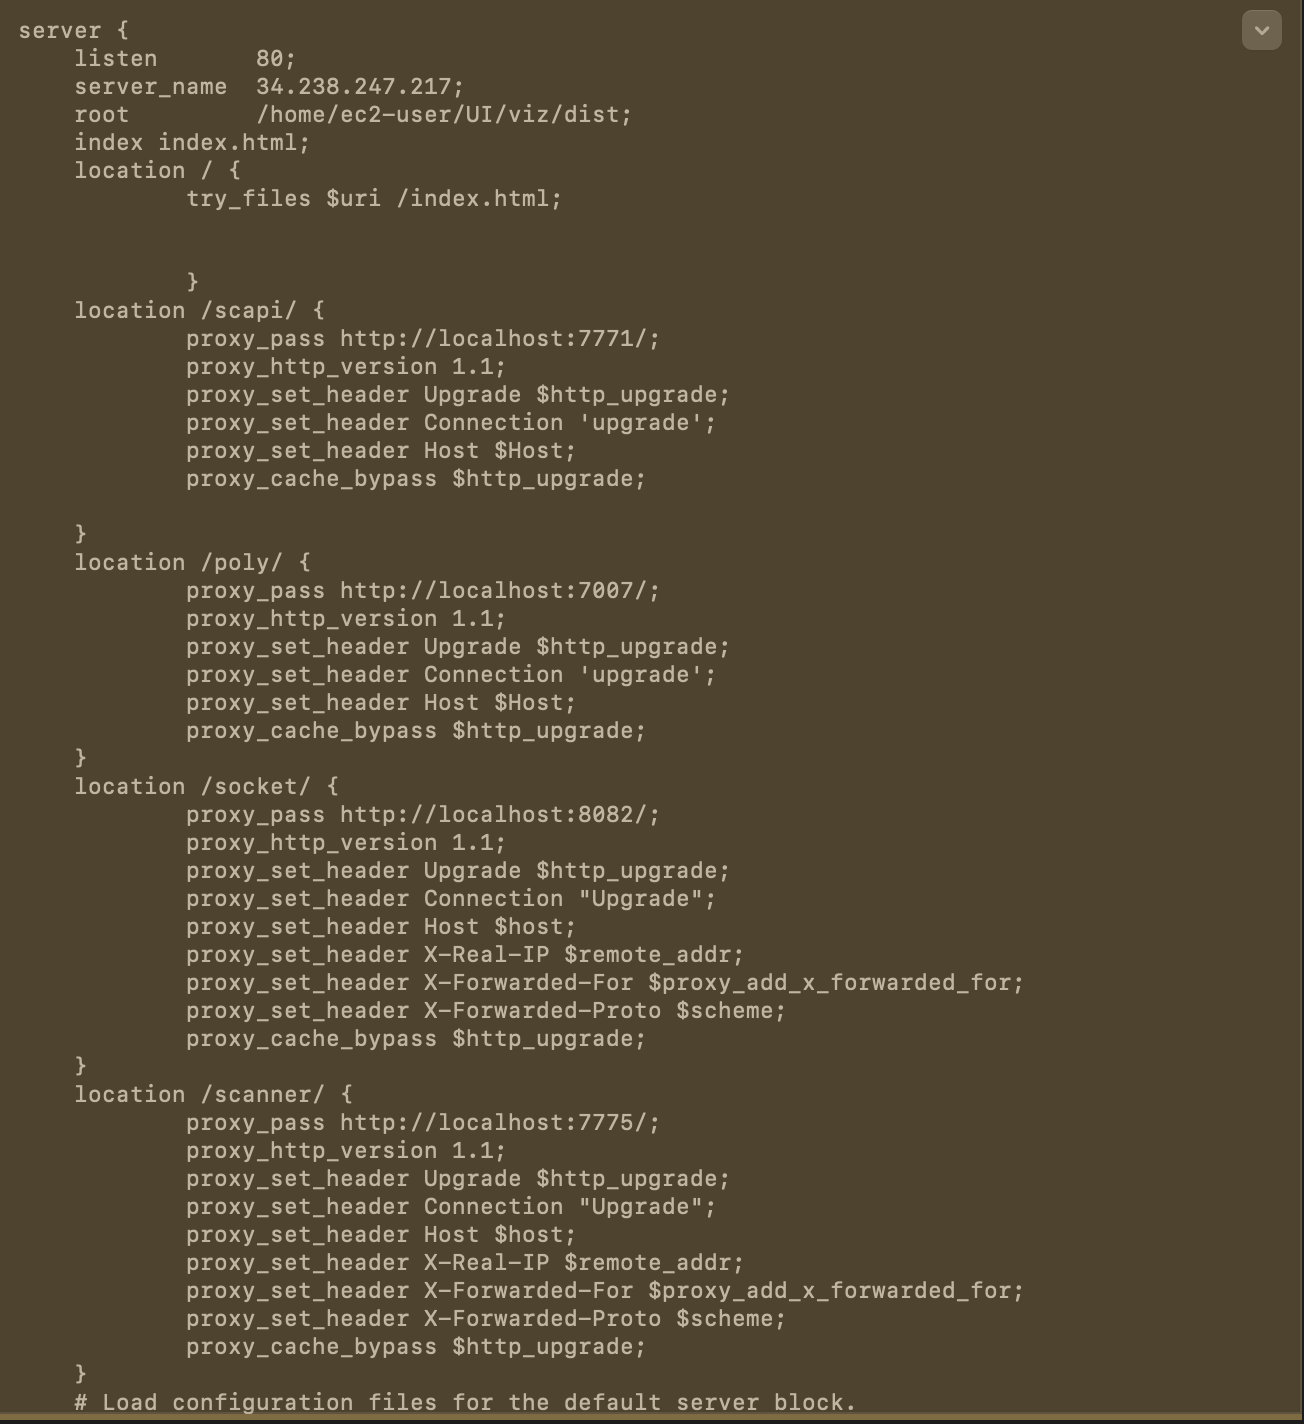 server {
    listen       80;
    server_name  34.238.247.217;
    root         /home/ec2-user/UI/viz/dist;
    index index.html;
    location / {
            try_files $uri /index.html;


            }
    location /scapi/ {
            proxy_pass http://localhost:7771/;
            proxy_http_version 1.1;
            proxy_set_header Upgrade $http_upgrade;
            proxy_set_header Connection 'upgrade';
            proxy_set_header Host $Host;
            proxy_cache_bypass $http_upgrade;

    }
    location /poly/ {
            proxy_pass http://localhost:7007/;
            proxy_http_version 1.1;
            proxy_set_header Upgrade $http_upgrade;
            proxy_set_header Connection 'upgrade';
            proxy_set_header Host $Host;
            proxy_cache_bypass $http_upgrade;
    }
    location /socket/ {
            proxy_pass http://localhost:8082/;
            proxy_http_version 1.1;
            proxy_set_header Upgrade $http_upgrade;
            proxy_set_header Connection "Upgrade";
            proxy_set_header Host $host;
            proxy_set_header X-Real-IP $remote_addr;
            proxy_set_header X-Forwarded-For $proxy_add_x_forwarded_for;
            proxy_set_header X-Forwarded-Proto $scheme;
            proxy_cache_bypass $http_upgrade;
    }
    location /scanner/ {
            proxy_pass http://localhost:7775/;
            proxy_http_version 1.1;
            proxy_set_header Upgrade $http_upgrade;
            proxy_set_header Connection "Upgrade";
            proxy_set_header Host $host;
            proxy_set_header X-Real-IP $remote_addr;
            proxy_set_header X-Forwarded-For $proxy_add_x_forwarded_for;
            proxy_set_header X-Forwarded-Proto $scheme;
            proxy_cache_bypass $http_upgrade;
    }
    # Load configuration files for the default server block.